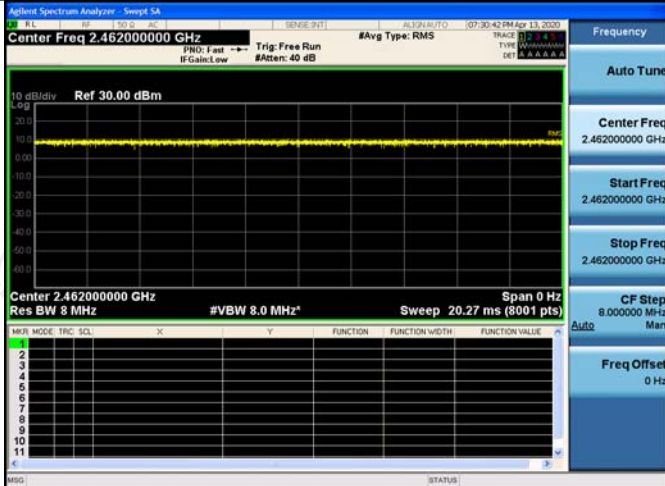 Agilent Spectrum Analyzer - Swept SA
RL RF 50 Ω AC SENSE:INT ALIGN AUTO 07:30:42 PM Apr 13, 2020
Center Freq 2.462000000 GHz #Avg Type: RMS TRACE 1 2 3 4 5 6
PNO: Fast Trig: Free Run TYPE
IFGain:Low #Atten: 40 dB DET A A A A A A
10 dB/div Ref 30.00 dBm
Log
20.0
10.0
RMS
0.00
-20.0
-30.0
-40.0
-50.0
-60.0
Center 2.462000000 GHz Span 0 Hz
Res BW 8 MHz #VBW 8.0 MHz* Sweep 20.27 ms (8001 pts)
MKR MODE TRC SCL X Y FUNCTION FUNCTION WIDTH FUNCTION VALUE
1
2
3
4
5
6
7
8
9
10
11
MSG STATUS
Frequency
Auto Tune
Center Freq
2.462000000 GHz
Start Freq
2.462000000 GHz
Stop Freq
2.462000000 GHz
CF Step
8.000000 MHz
Auto Man
Freq Offset
0 Hz